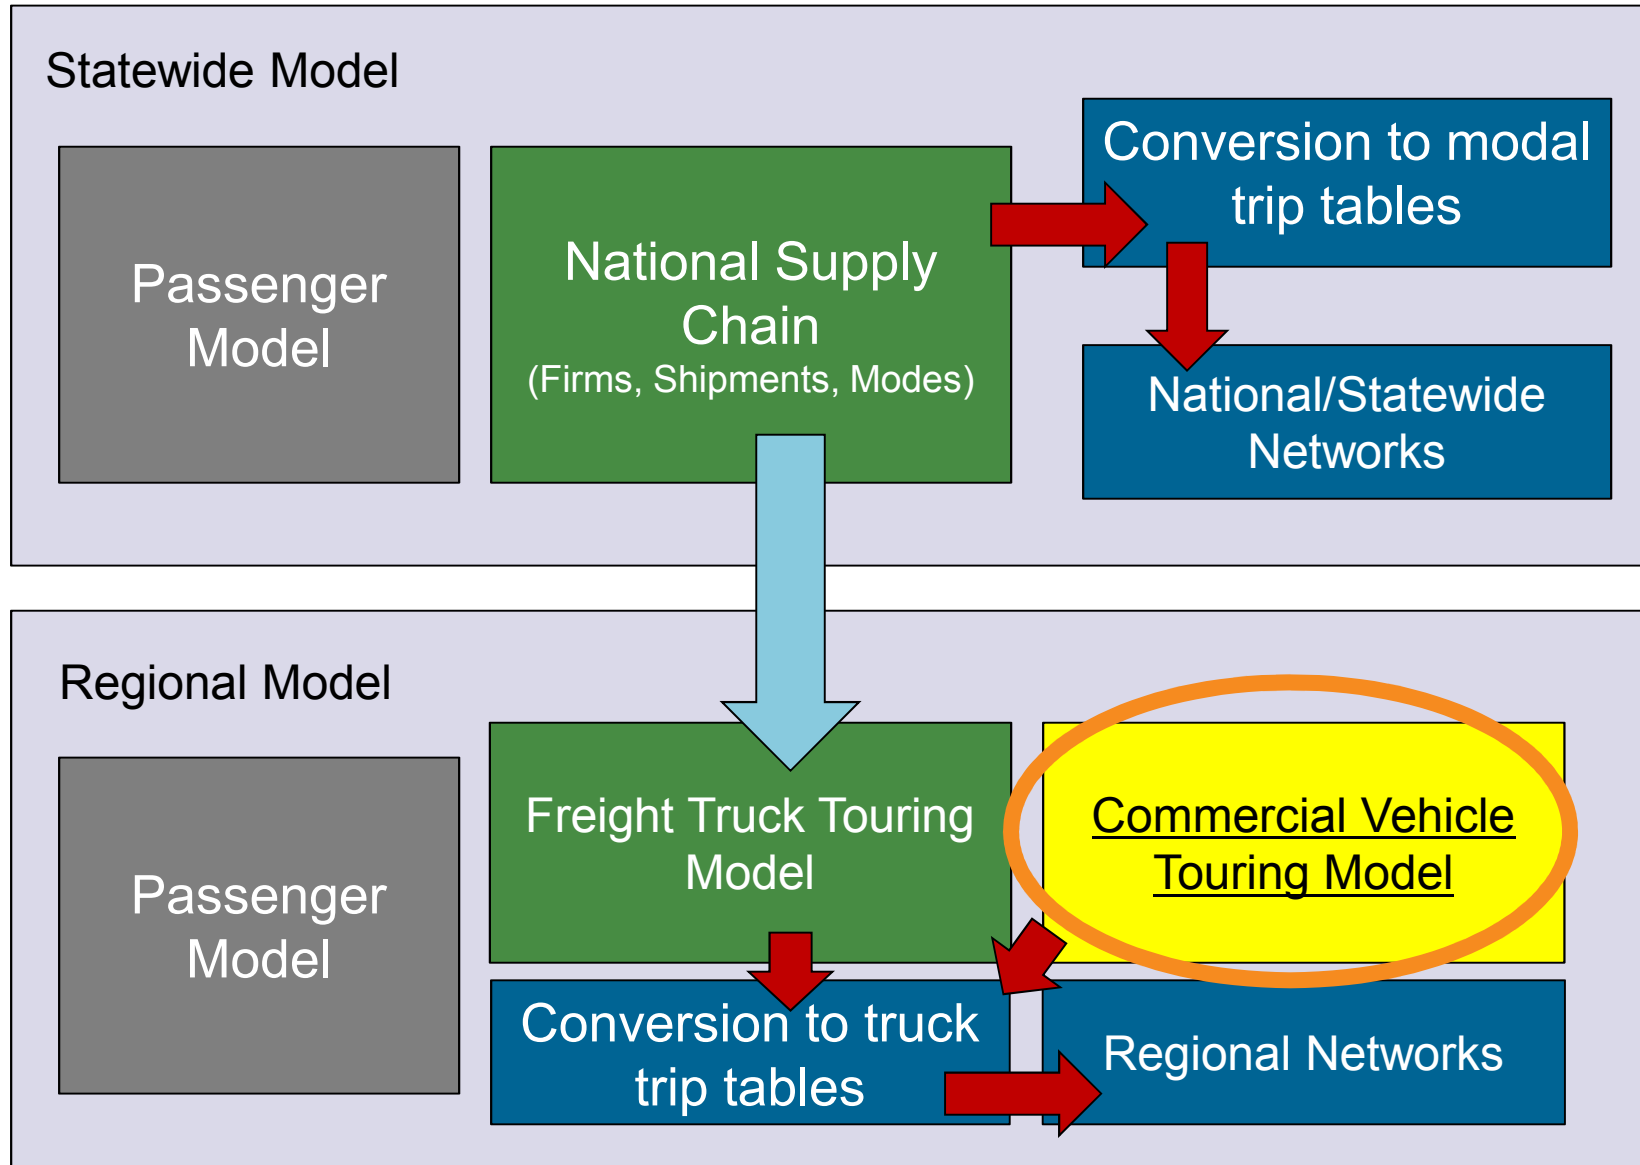 Statewide Model
Passenger
Model
National Supply
Chain
(Firms, Shipments, Modes)
Conversion to modal
trip tables
National/Statewide
Networks
Regional Model
Passenger
Model
Freight Truck Touring
Model
Commercial Vehicle
Touring Model
Conversion to truck
trip tables
Regional Networks